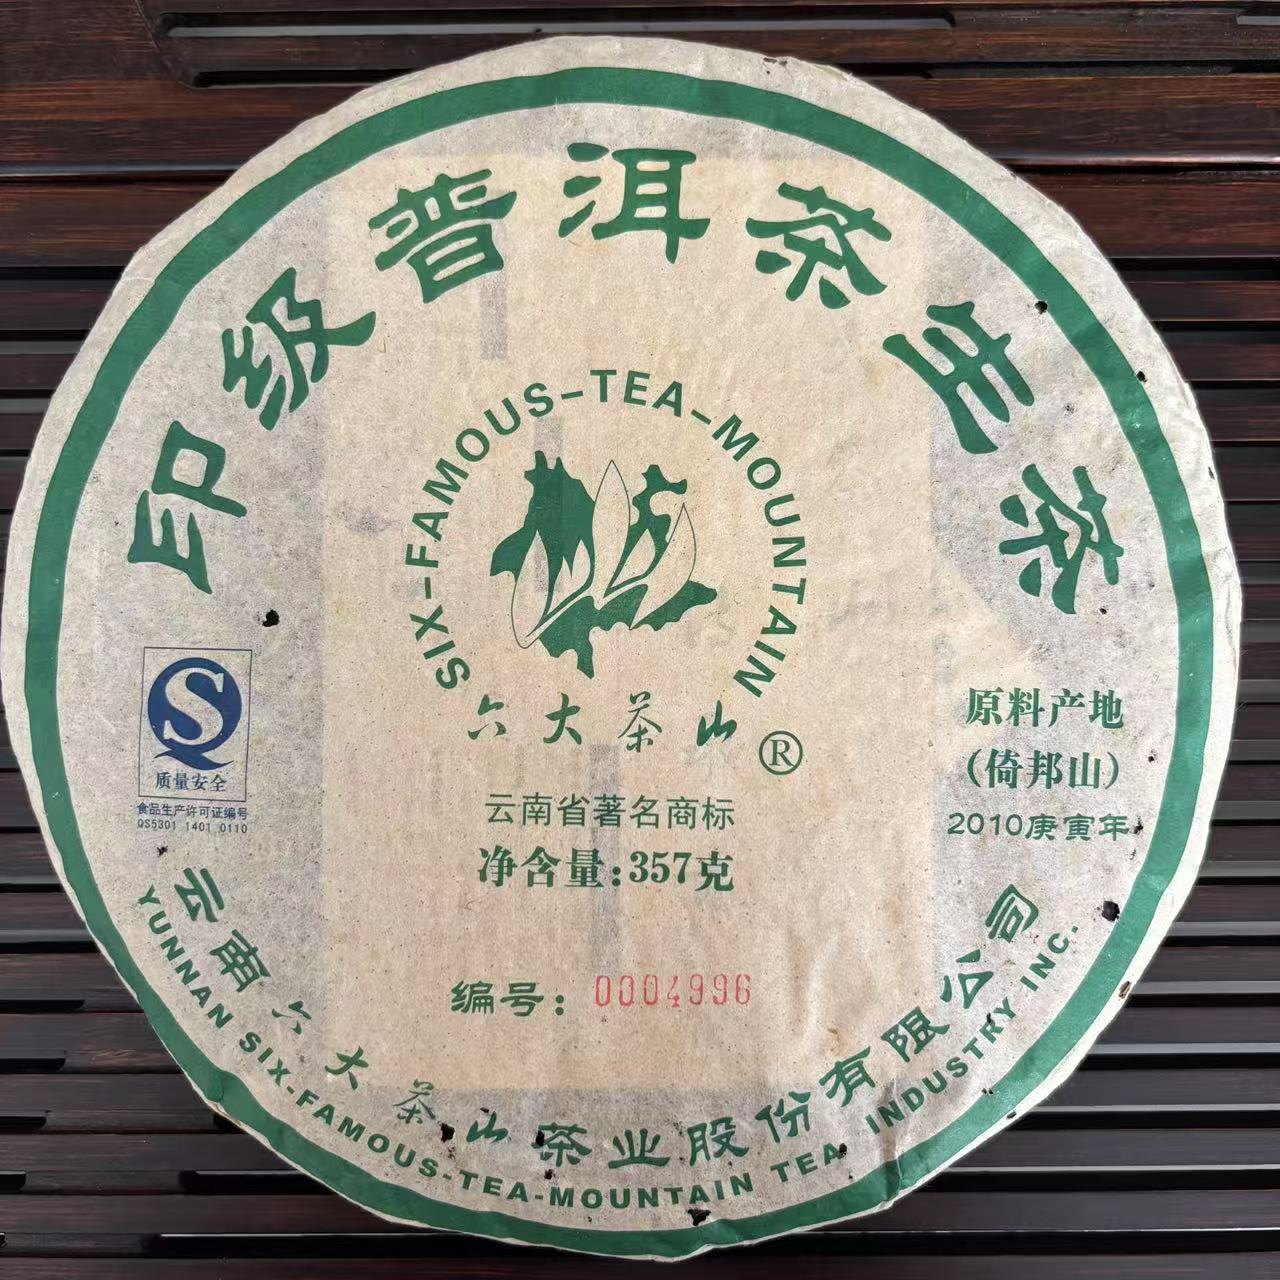 印级普洱茶生茶
SIX-FAMOUS-TEA-MOUNTAIN
六大茶山®
云南省著名商标
净含量:357克
编号: 0004996
质量安全
食品生产许可证编号
QS5301 1401 0110
原料产地
(倚邦山)
2010庚寅年
云南六大茶山茶业股份有限公司
YUNNAN SIX-FAMOUS-TEA-MOUNTAIN TEA INDUSTRY INC.